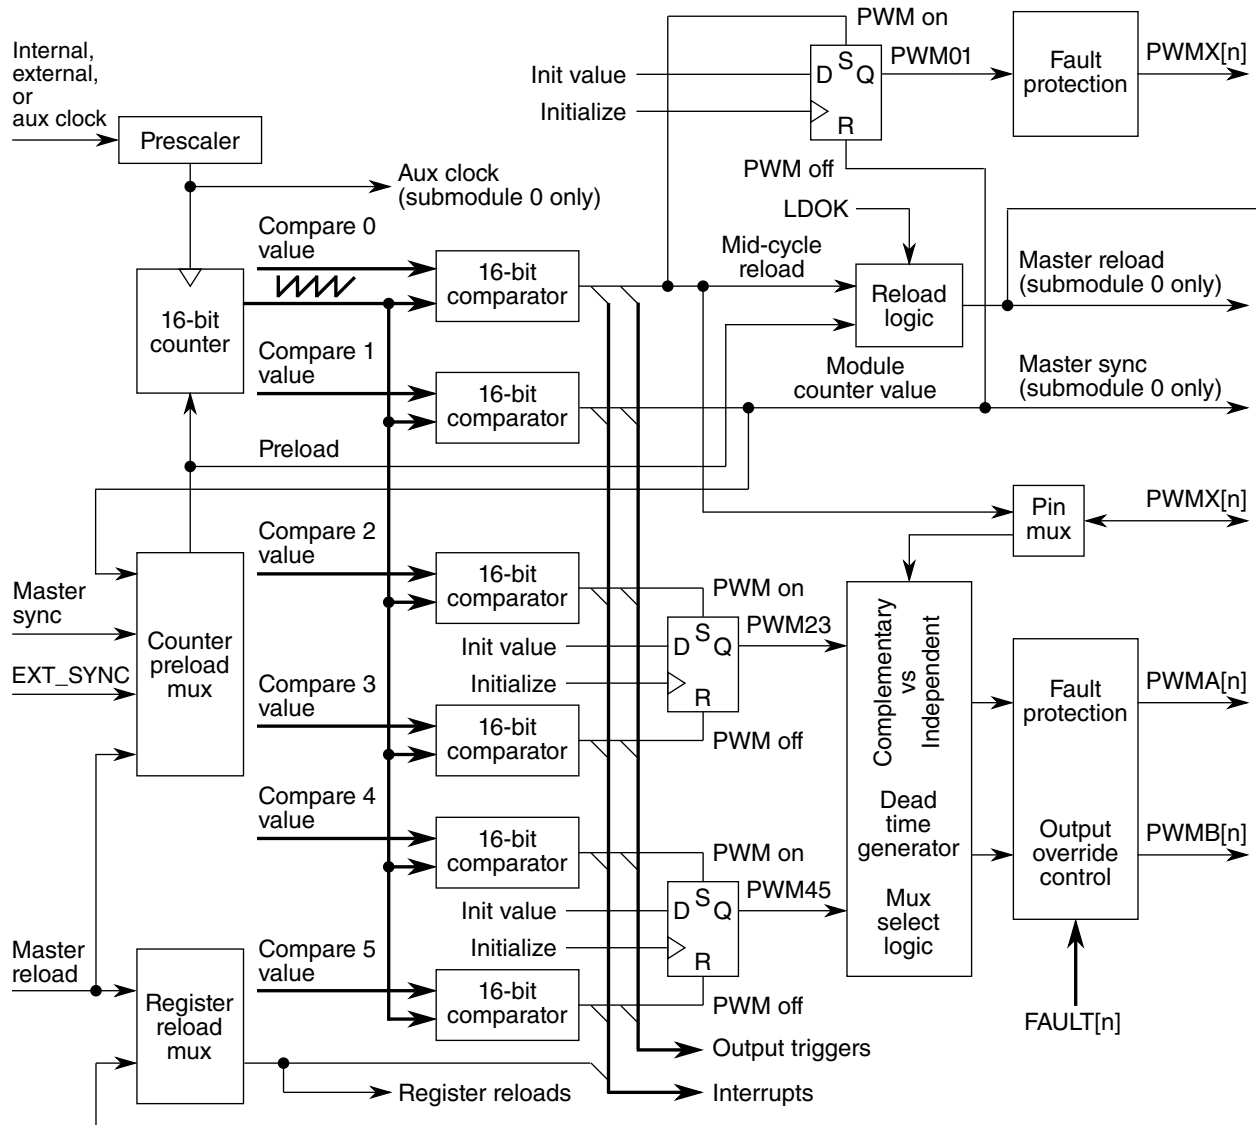 PWM on
Internal,
external,
or
aux clock
Init value
Initialize
D S Q
R
PWM01
Fault
protection
PWMX[n]
Prescaler
PWM off
Aux clock
(submodule 0 only)
LDOK
Compare 0
value
16-bit
comparator
Mid-cycle
reload
Reload
logic
Master reload
(submodule 0 only)
16-bit
counter
Compare 1
value
16-bit
comparator
Module
counter value
Master sync
(submodule 0 only)
Preload
Pin
mux
PWMX[n]
Compare 2
value
16-bit
comparator
PWM on
Master
sync
Counter
preload
mux
EXT_SYNC
Init value
Initialize
D S Q
R
PWM23
Complementary
vs
Independent
Fault
protection
PWMA[n]
Compare 3
value
16-bit
comparator
PWM off
Compare 4
value
16-bit
comparator
PWM on
Dead
time
generator
Output
override
control
PWMB[n]
Init value
Initialize
D S Q
R
PWM45
Mux
select
logic
Master
reload
Register
reload
mux
Compare 5
value
16-bit
comparator
PWM off
FAULT[n]
Output triggers
Register reloads
Interrupts